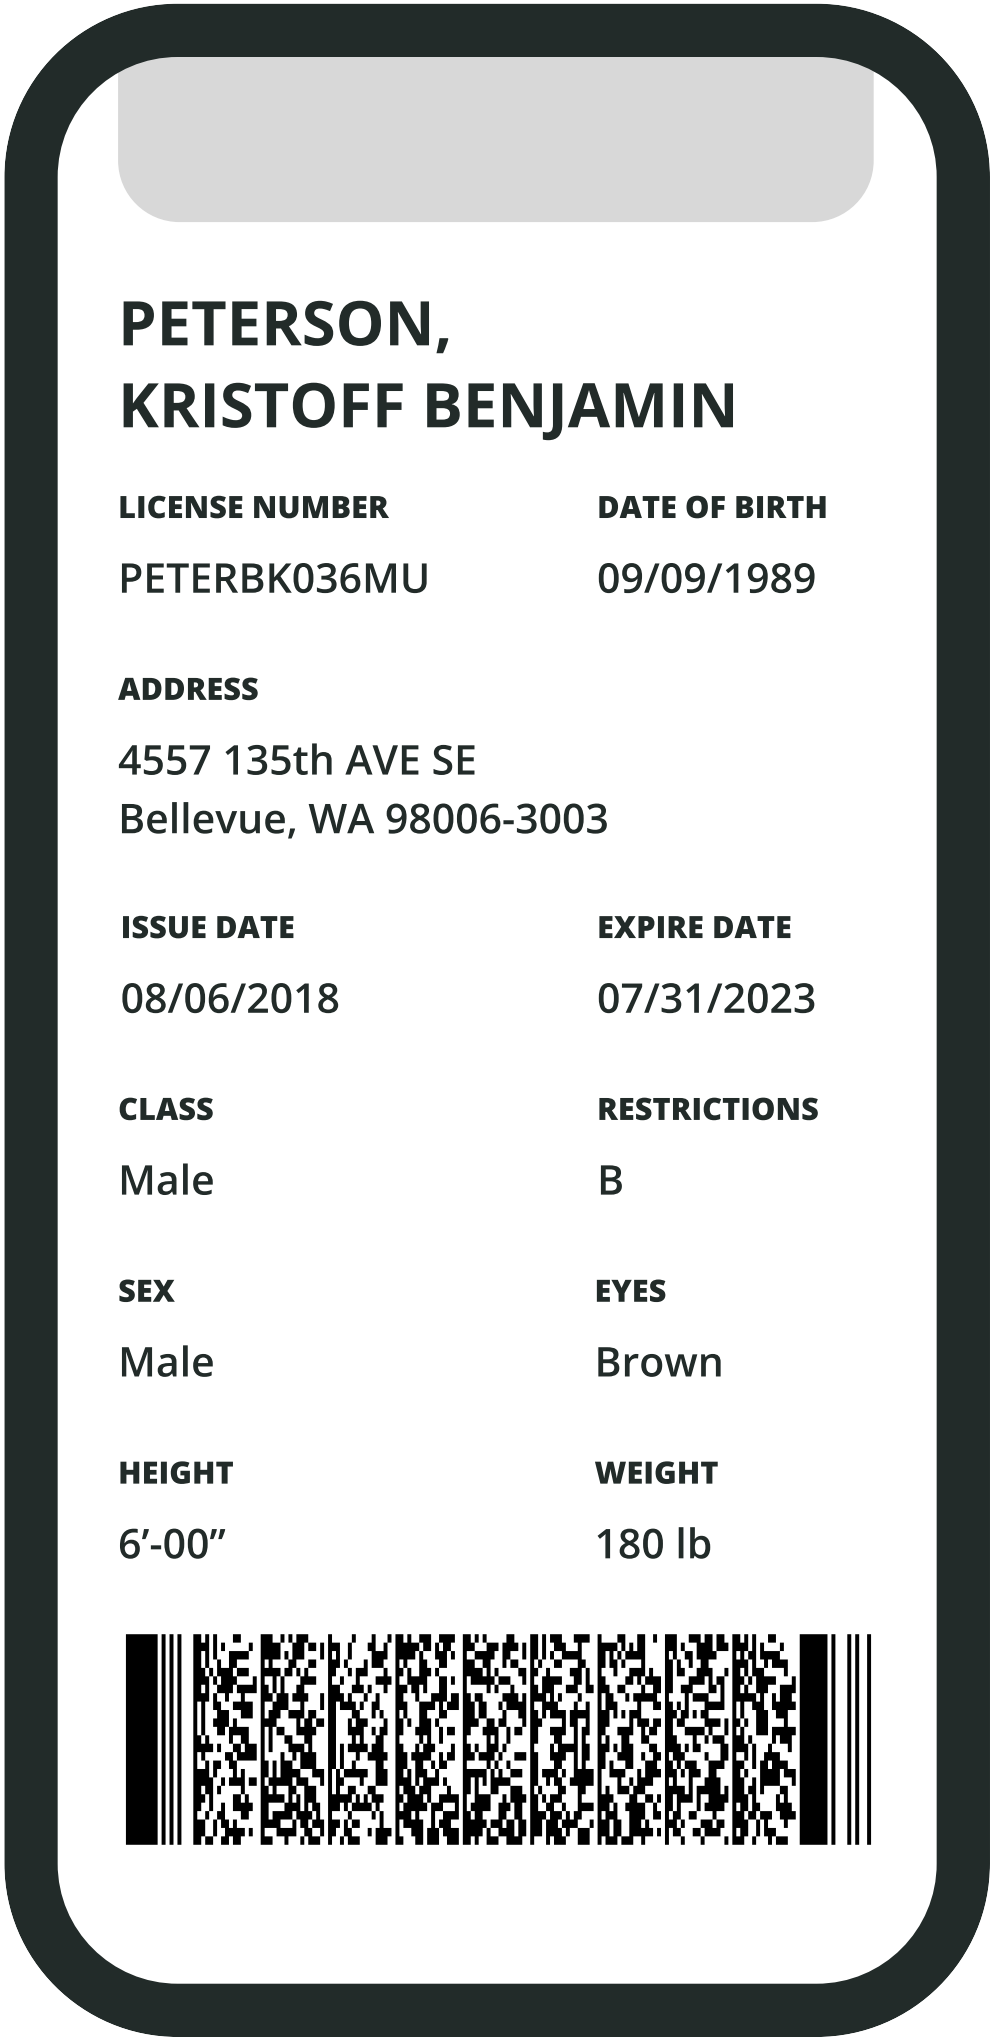 PETERSON,
KRISTOFF BENJAMIN
LICENSE NUMBER DATE OF BIRTH
PETERBK036MU 09/09/1989
ADDRESS
4557 135th AVE SE
Bellevue, WA 98006-3003
ISSUE DATE EXPIRE DATE
08/06/2018 07/31/2023
CLASS RESTRICTIONS
Male B
SEX EYES
Male Brown
HEIGHT WEIGHT
6’-00” 180 lb